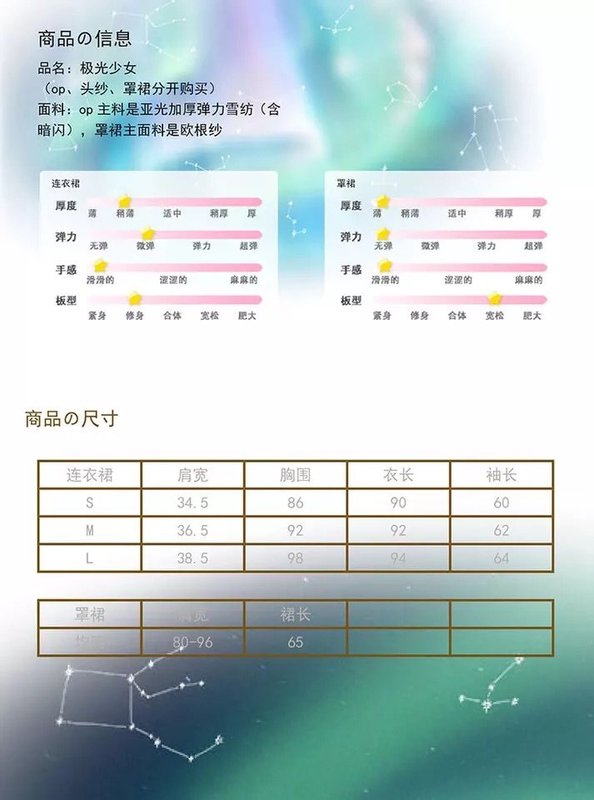 商品の信息
品名：极光少女
（op、头纱、罩裙分开购买）
面料：op 主料是亚光加厚弹力雪纺（含
暗闪），罩裙主面料是欧根纱
连衣裙
厚度
薄 稍薄 适中 稍厚 厚
弹力
无弹 微弹 弹力 超弹
手感
滑滑的 涩涩的 麻麻的
板型
紧身 修身 合体 宽松 肥大
罩裙
厚度
薄 稍薄 适中 稍厚 厚
弹力
无弹 微弹 弹力 超弹
手感
滑滑的 涩涩的 麻麻的
板型
紧身 修身 合体 宽松 肥大
商品の尺寸
连衣裙 肩宽 胸围 衣长 袖长
S 34.5 86 90 60
M 36.5 92 92 62
L 38.5 98 94 64
罩裙 裙长
80-96 65